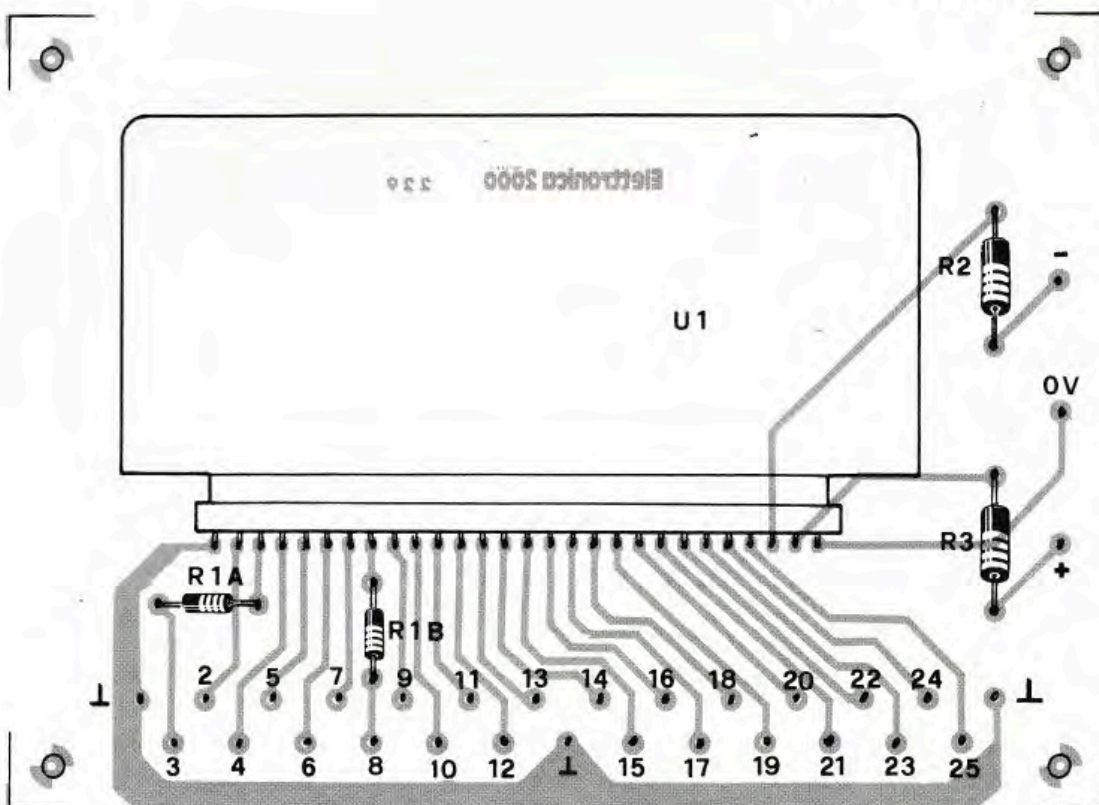 Elettronica 2000 229
R2
-
U1
0V
R3
+
R1A
R1B
2 5 7 9 11 13 14 16 18 20 22 24
⊥ ⊥
3 4 6 8 10 12 ⊥ 15 17 19 21 23 25